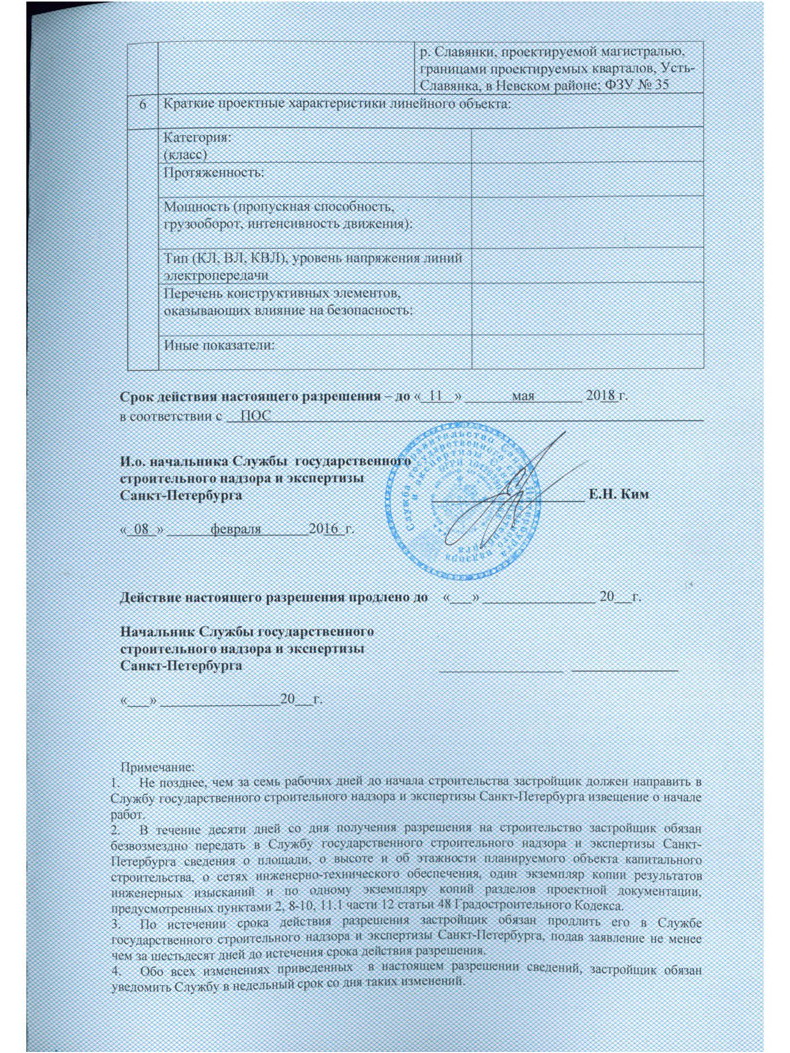 р. Славянки, проектируемой магистралью,
границами проектируемых кварталов, Усть-
Славянка, в Невском районе; ФЗУ № 35
6 Краткие проектные характеристики линейного объекта:
Категория:
(класс)
Протяженность:
Мощность (пропускная способность,
грузооборот, интенсивность движения):
Тип (КЛ, ВЛ, КВЛ), уровень напряжения линий
электропередачи
Перечень конструктивных элементов,
оказывающих влияние на безопасность:
Иные показатели:
Срок действия настоящего разрешения – до «_11_» ______ мая ______ 2018 г.
в соответствии с __ПОС__
И.о. начальника Службы государственного
строительного надзора и экспертизы
Санкт-Петербурга Е.Н. Ким
«_08_» ______февраля______2016_г.
Действие настоящего разрешения продлено до «___» ________________ 20__г.
Начальник Службы государственного
строительного надзора и экспертизы
Санкт-Петербурга
«___» ________________20___г.
Примечание:
1. Не позднее, чем за семь рабочих дней до начала строительства застройщик должен направить в
Службу государственного строительного надзора и экспертизы Санкт-Петербурга извещение о начале
работ.
2. В течение десяти дней со дня получения разрешения на строительство застройщик обязан
безвозмездно передать в Службу государственного строительного надзора и экспертизы Санкт-
Петербурга сведения о площади, о высоте и об этажности планируемого объекта капитального
строительства, о сетях инженерно-технического обеспечения, один экземпляр копии результатов
инженерных изысканий и по одному экземпляру копий разделов проектной документации,
предусмотренных пунктами 2, 8-10, 11.1 части 12 статьи 48 Градостроительного Кодекса.
3. По истечении срока действия разрешения застройщик обязан продлить его в Службе
государственного строительного надзора и экспертизы Санкт-Петербурга, подав заявление не менее
чем за шестьдесят дней до истечения срока действия разрешения.
4. Обо всех изменениях приведенных в настоящем разрешении сведений, застройщик обязан
уведомить Службу в недельный срок со дня таких изменений.